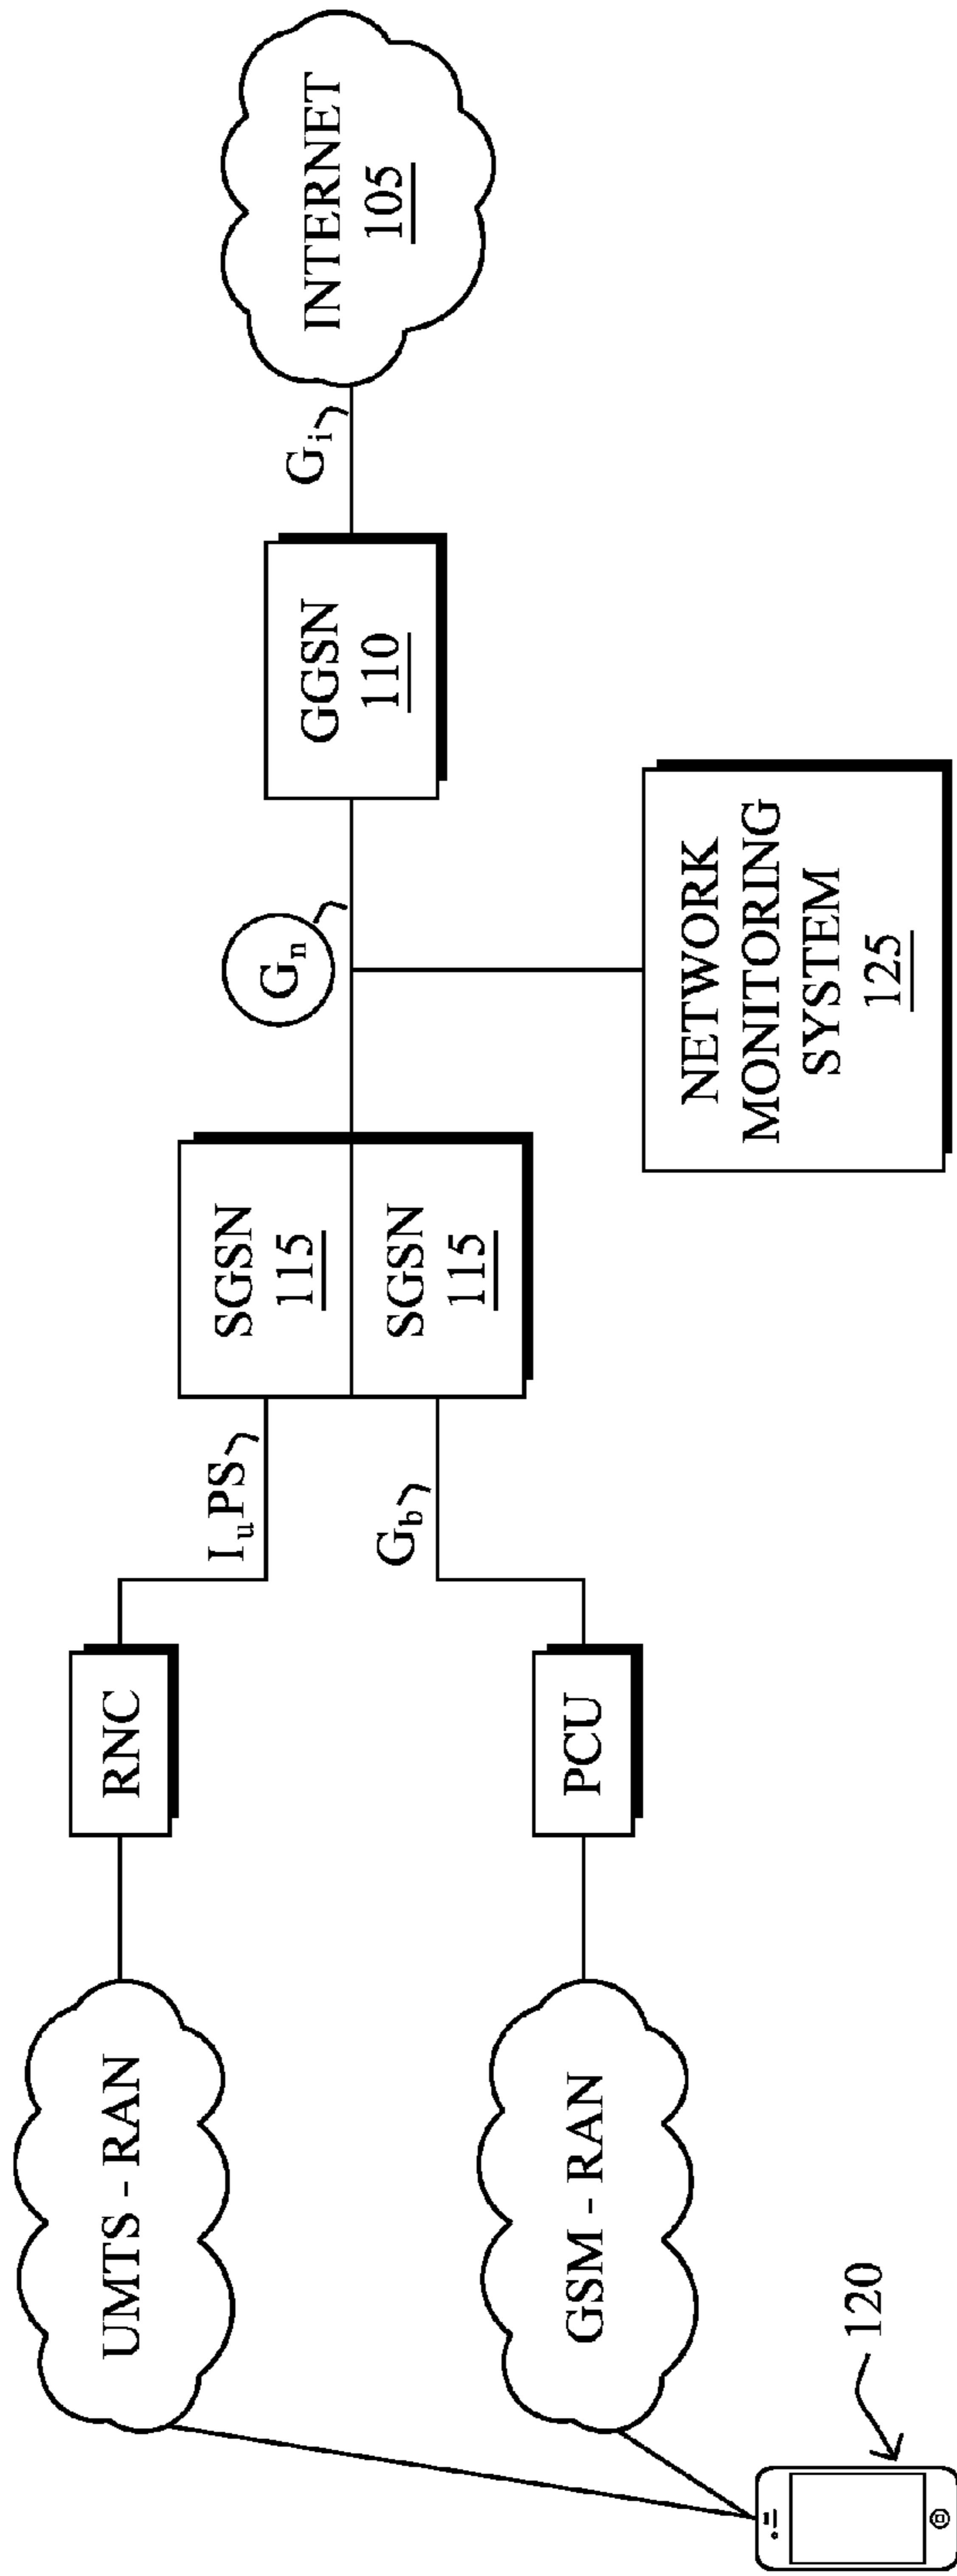 UMTS - RAN
RNC
IuPS
SGSN
115
SGSN
115
Gb
GSM - RAN
PCU
120
Gn
GGSN
110
Gi
INTERNET
105
NETWORK
MONITORING
SYSTEM
125